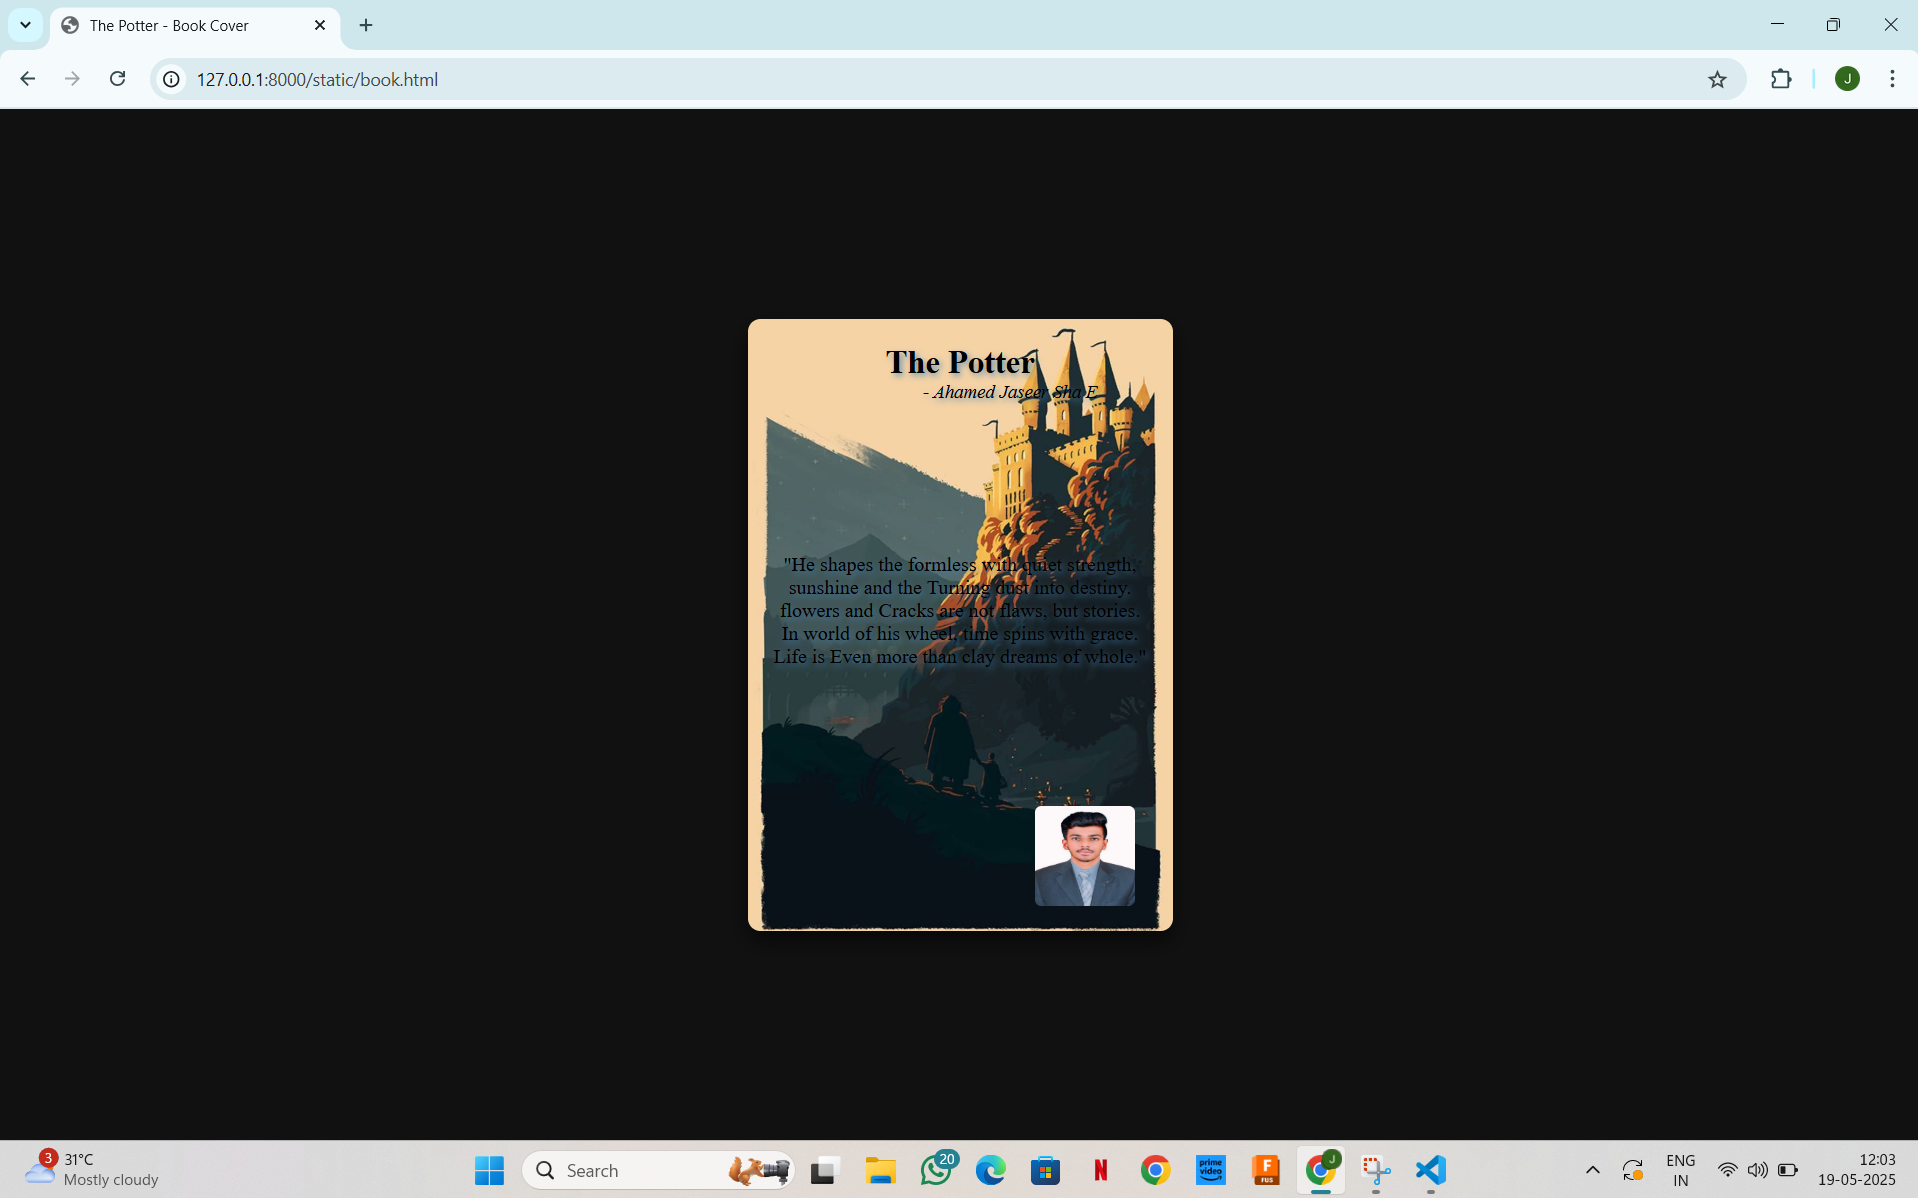 The Potter - Book Cover
127.0.0.1:8000/static/book.html
J
The Potter
- Ahamed Jaseer Sha E
"He shapes the formless with quiet strength,
sunshine and the Turning dust into destiny.
flowers and Cracks are not flaws, but stories.
In world of his wheel, time spins with grace.
Life is Even more than clay dreams of whole."
3
31°C
Mostly cloudy
Search
20
N
prime
video
F
FUS
J
ENG
IN
12:03
19-05-2025